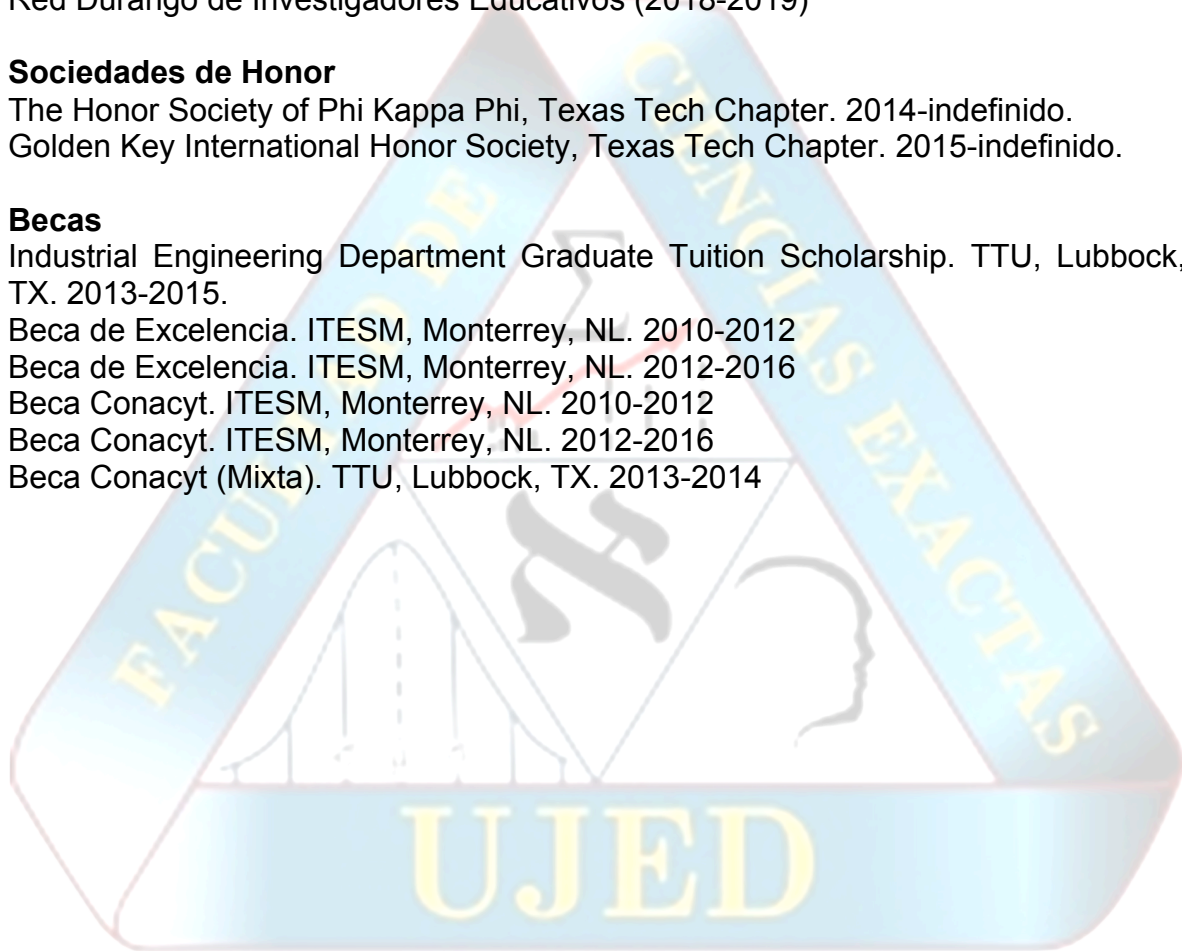 Red Durango de Investigadores Educativos (2018-2019)
Sociedades de Honor
The Honor Society of Phi Kappa Phi, Texas Tech Chapter. 2014-indefinido.
Golden Key International Honor Society, Texas Tech Chapter. 2015-indefinido.
Becas
Industrial Engineering Department Graduate Tuition Scholarship. TTU, Lubbock,
TX. 2013-2015.
Beca de Excelencia. ITESM, Monterrey, NL. 2010-2012
Beca de Excelencia. ITESM, Monterrey, NL. 2012-2016
Beca Conacyt. ITESM, Monterrey, NL. 2010-2012
Beca Conacyt. ITESM, Monterrey, NL. 2012-2016
Beca Conacyt (Mixta). TTU, Lubbock, TX. 2013-2014
FACULTAD DE
CIENCIAS EXACTAS
Σ
א
UJED